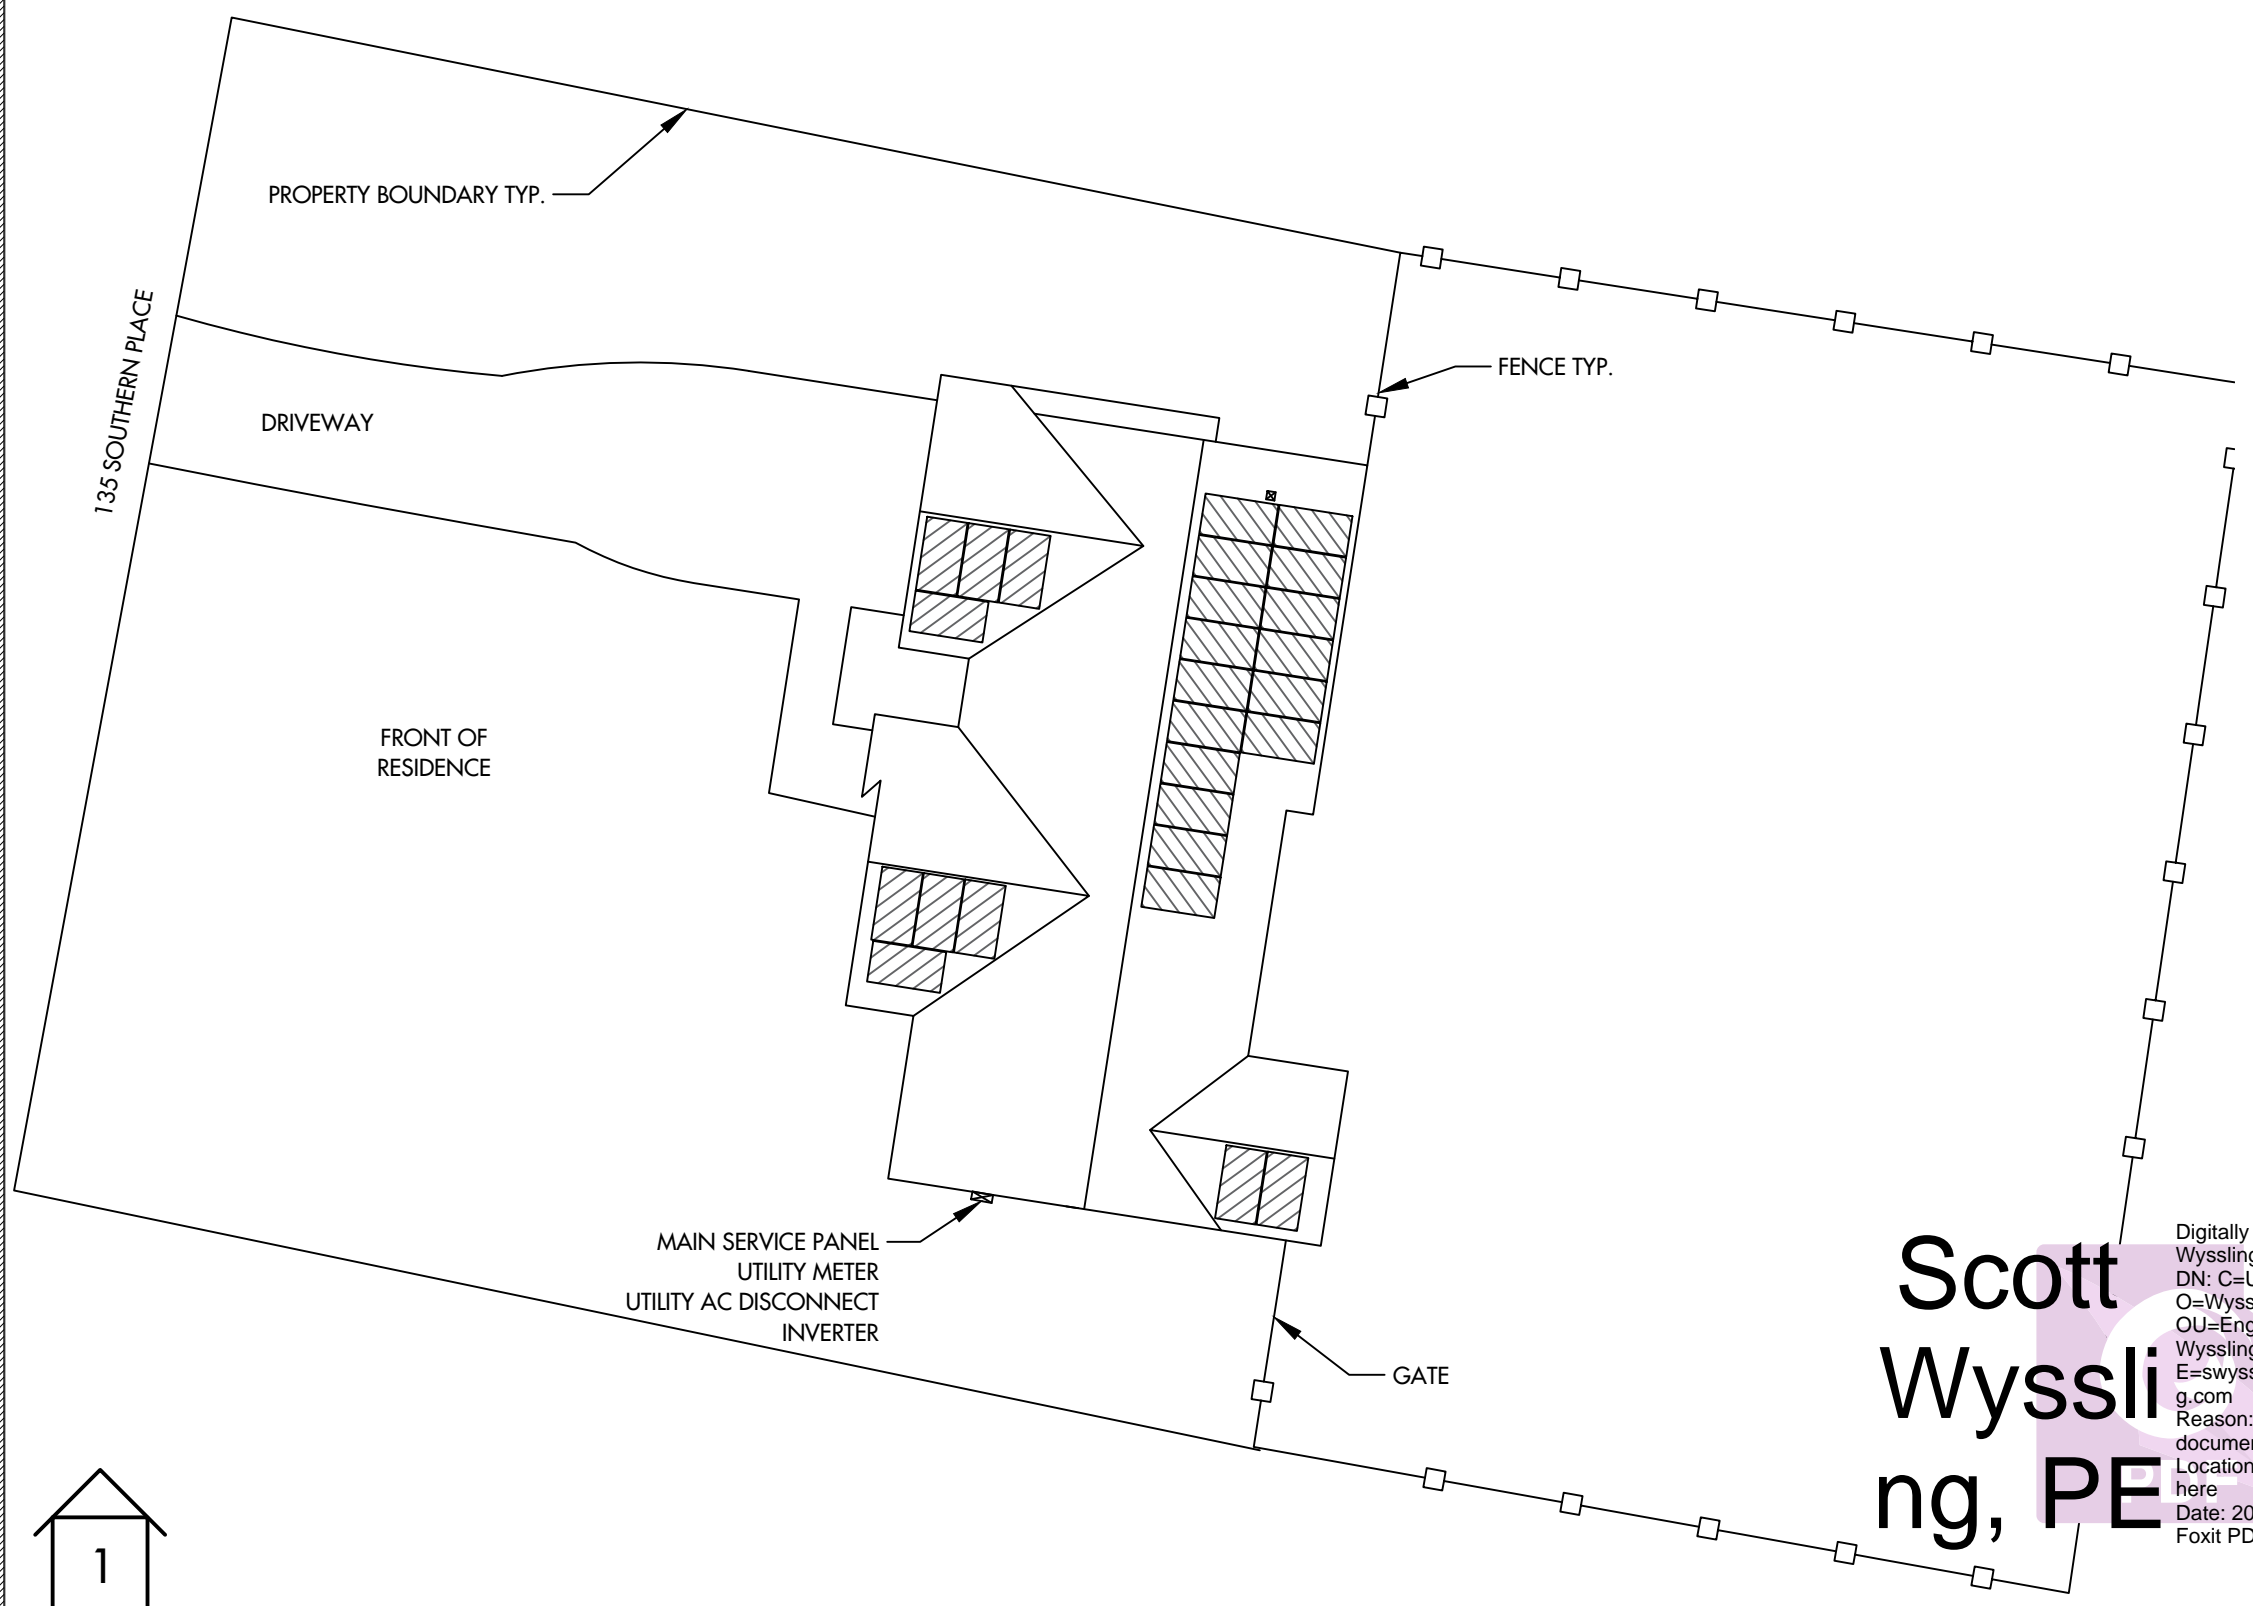 PROPERTY BOUNDARY TYP.
135 SOUTHERN PLACE
DRIVEWAY
FENCE TYP.
FRONT OF
RESIDENCE
MAIN SERVICE PANEL
UTILITY METER
UTILITY AC DISCONNECT
INVERTER
GATE
1
Scott
Wyssli
ng, PE
Digitally
Wyssling
DN: C=U
O=Wyss
OU=Eng
Wyssling
E=swyss
g.com
Reason:
documen
Location
here
Date: 20
Foxit PD
PDF